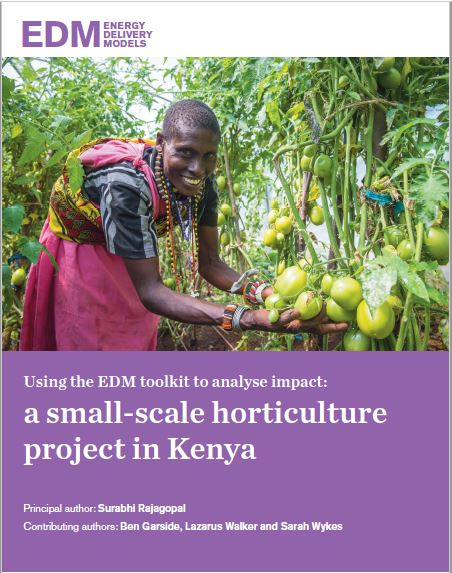 EDM ENERGY
DELIVERY
MODELS
Using the EDM toolkit to analyse impact:
a small-scale horticulture
project in Kenya
Principal author: Surabhi Rajagopal
Contributing authors: Ben Garside, Lazarus Walker and Sarah Wykes